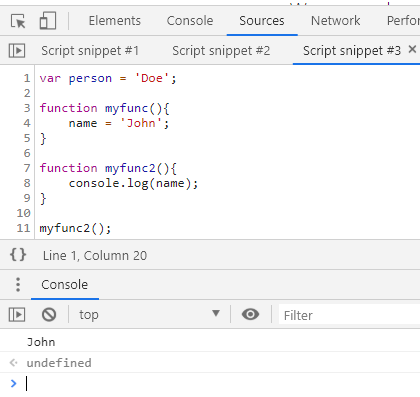 Elements Console Sources Network Perfor
Script snippet #1 Script snippet #2 Script snippet #3 ×
1 var person = 'Doe';
2
3 function myfunc(){
4     name = 'John';
5 }
6
7 function myfunc2(){
8     console.log(name);
9 }
10
11 myfunc2();
{} Line 1, Column 20
Console
top ▼ Filter
John
undefined